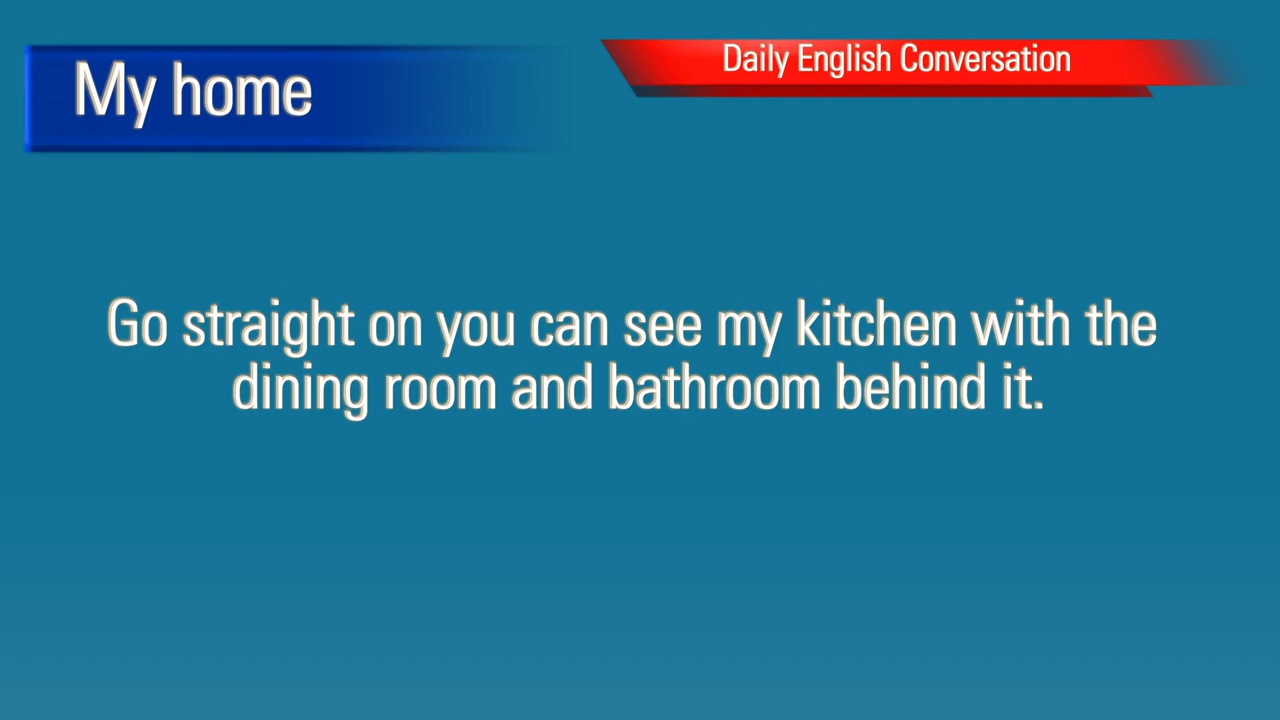 My home
Daily English Conversation
Go straight on you can see my kitchen with the
dining room and bathroom behind it.